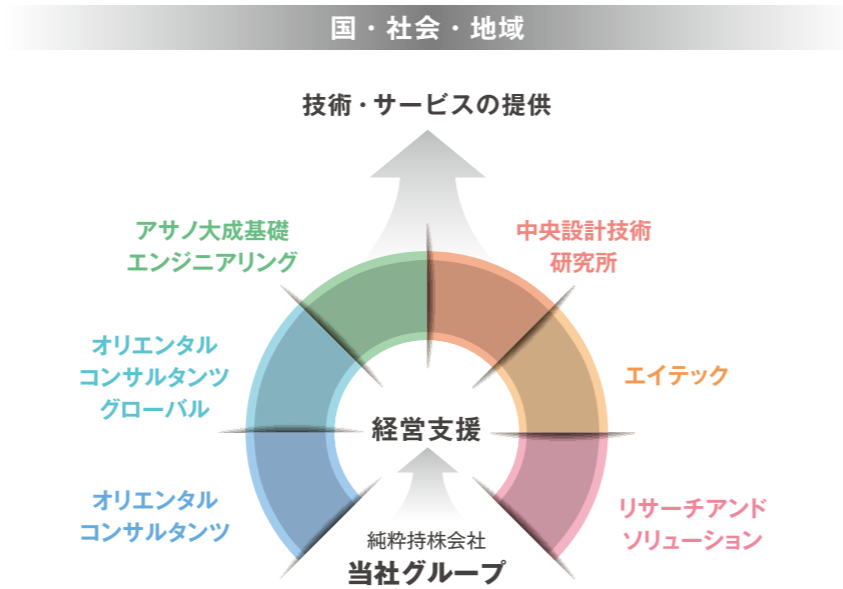 国・社会・地域
技術・サービスの提供
アサノ大成基礎
エンジニアリング
中央設計技術
研究所
オリエンタル
コンサルタンツ
グローバル
エイテック
経営支援
オリエンタル
コンサルタンツ
リサーチアンド
ソリューション
純粋持株会社
当社グループ